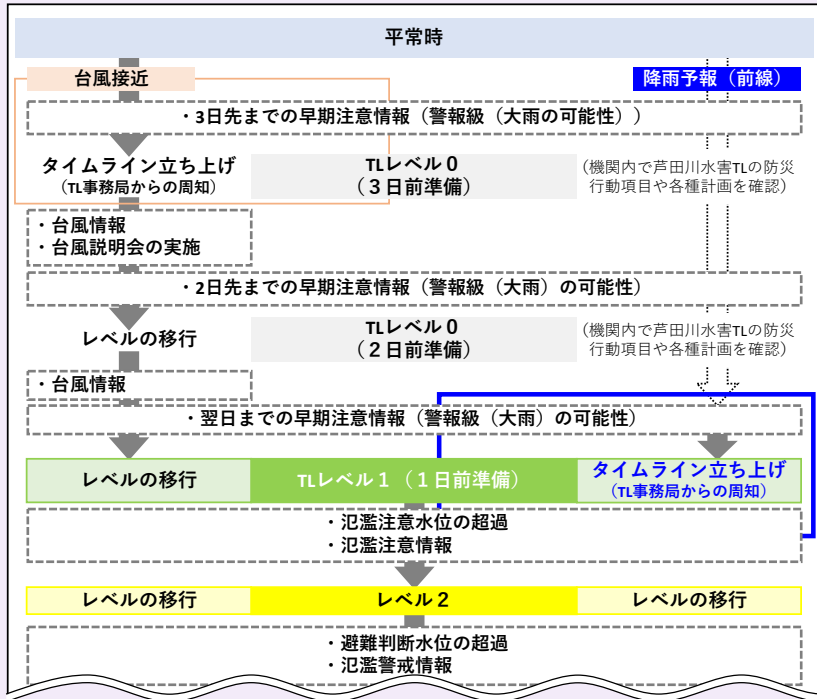 平常時
台風接近
降雨予報（前線）
・3日先までの早期注意情報（警報級（大雨の可能性））
タイムライン立ち上げ
（TL事務局からの周知）
TLレベル０
（３日前準備）
（機関内で芦田川水害TLの防災
行動項目や各種計画を確認）
・台風情報
・台風説明会の実施
・2日先までの早期注意情報（警報級（大雨）の可能性）
レベルの移行
TLレベル０
（２日前準備）
（機関内で芦田川水害TLの防災
行動項目や各種計画を確認）
・台風情報
・翌日までの早期注意情報（警報級（大雨）の可能性）
レベルの移行
TLレベル１（１日前準備）
タイムライン立ち上げ
（TL事務局からの周知）
・氾濫注意水位の超過
・氾濫注意情報
レベルの移行
レベル２
レベルの移行
・避難判断水位の超過
・氾濫警戒情報